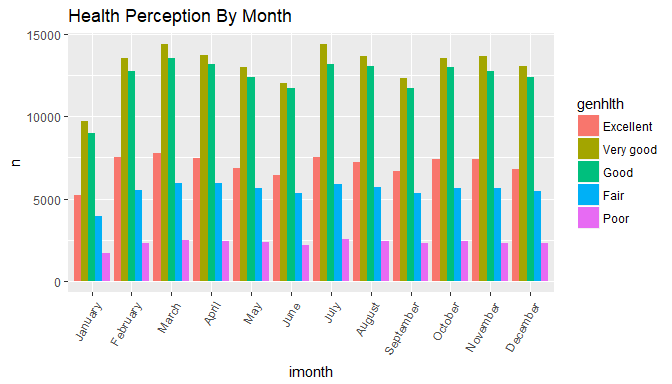 Health Perception By Month
15000
10000
5000
0
n
January
February
March
April
May
June
July
August
September
October
November
December
imonth
genhlth
Excellent
Very good
Good
Fair
Poor